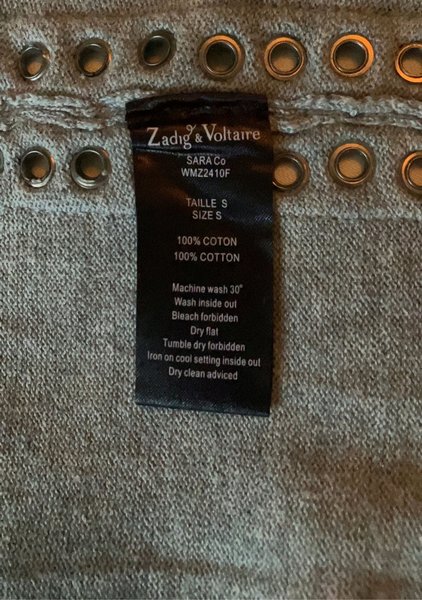 Zadig & Voltaire
SARA Co
WMZ2410F
TAILLE S
SIZE S
100% COTON
100% COTTON
Machine wash 30°
Wash inside out
Bleach forbidden
Dry flat
Tumble dry forbidden
Iron on cool setting inside out
Dry clean adviced